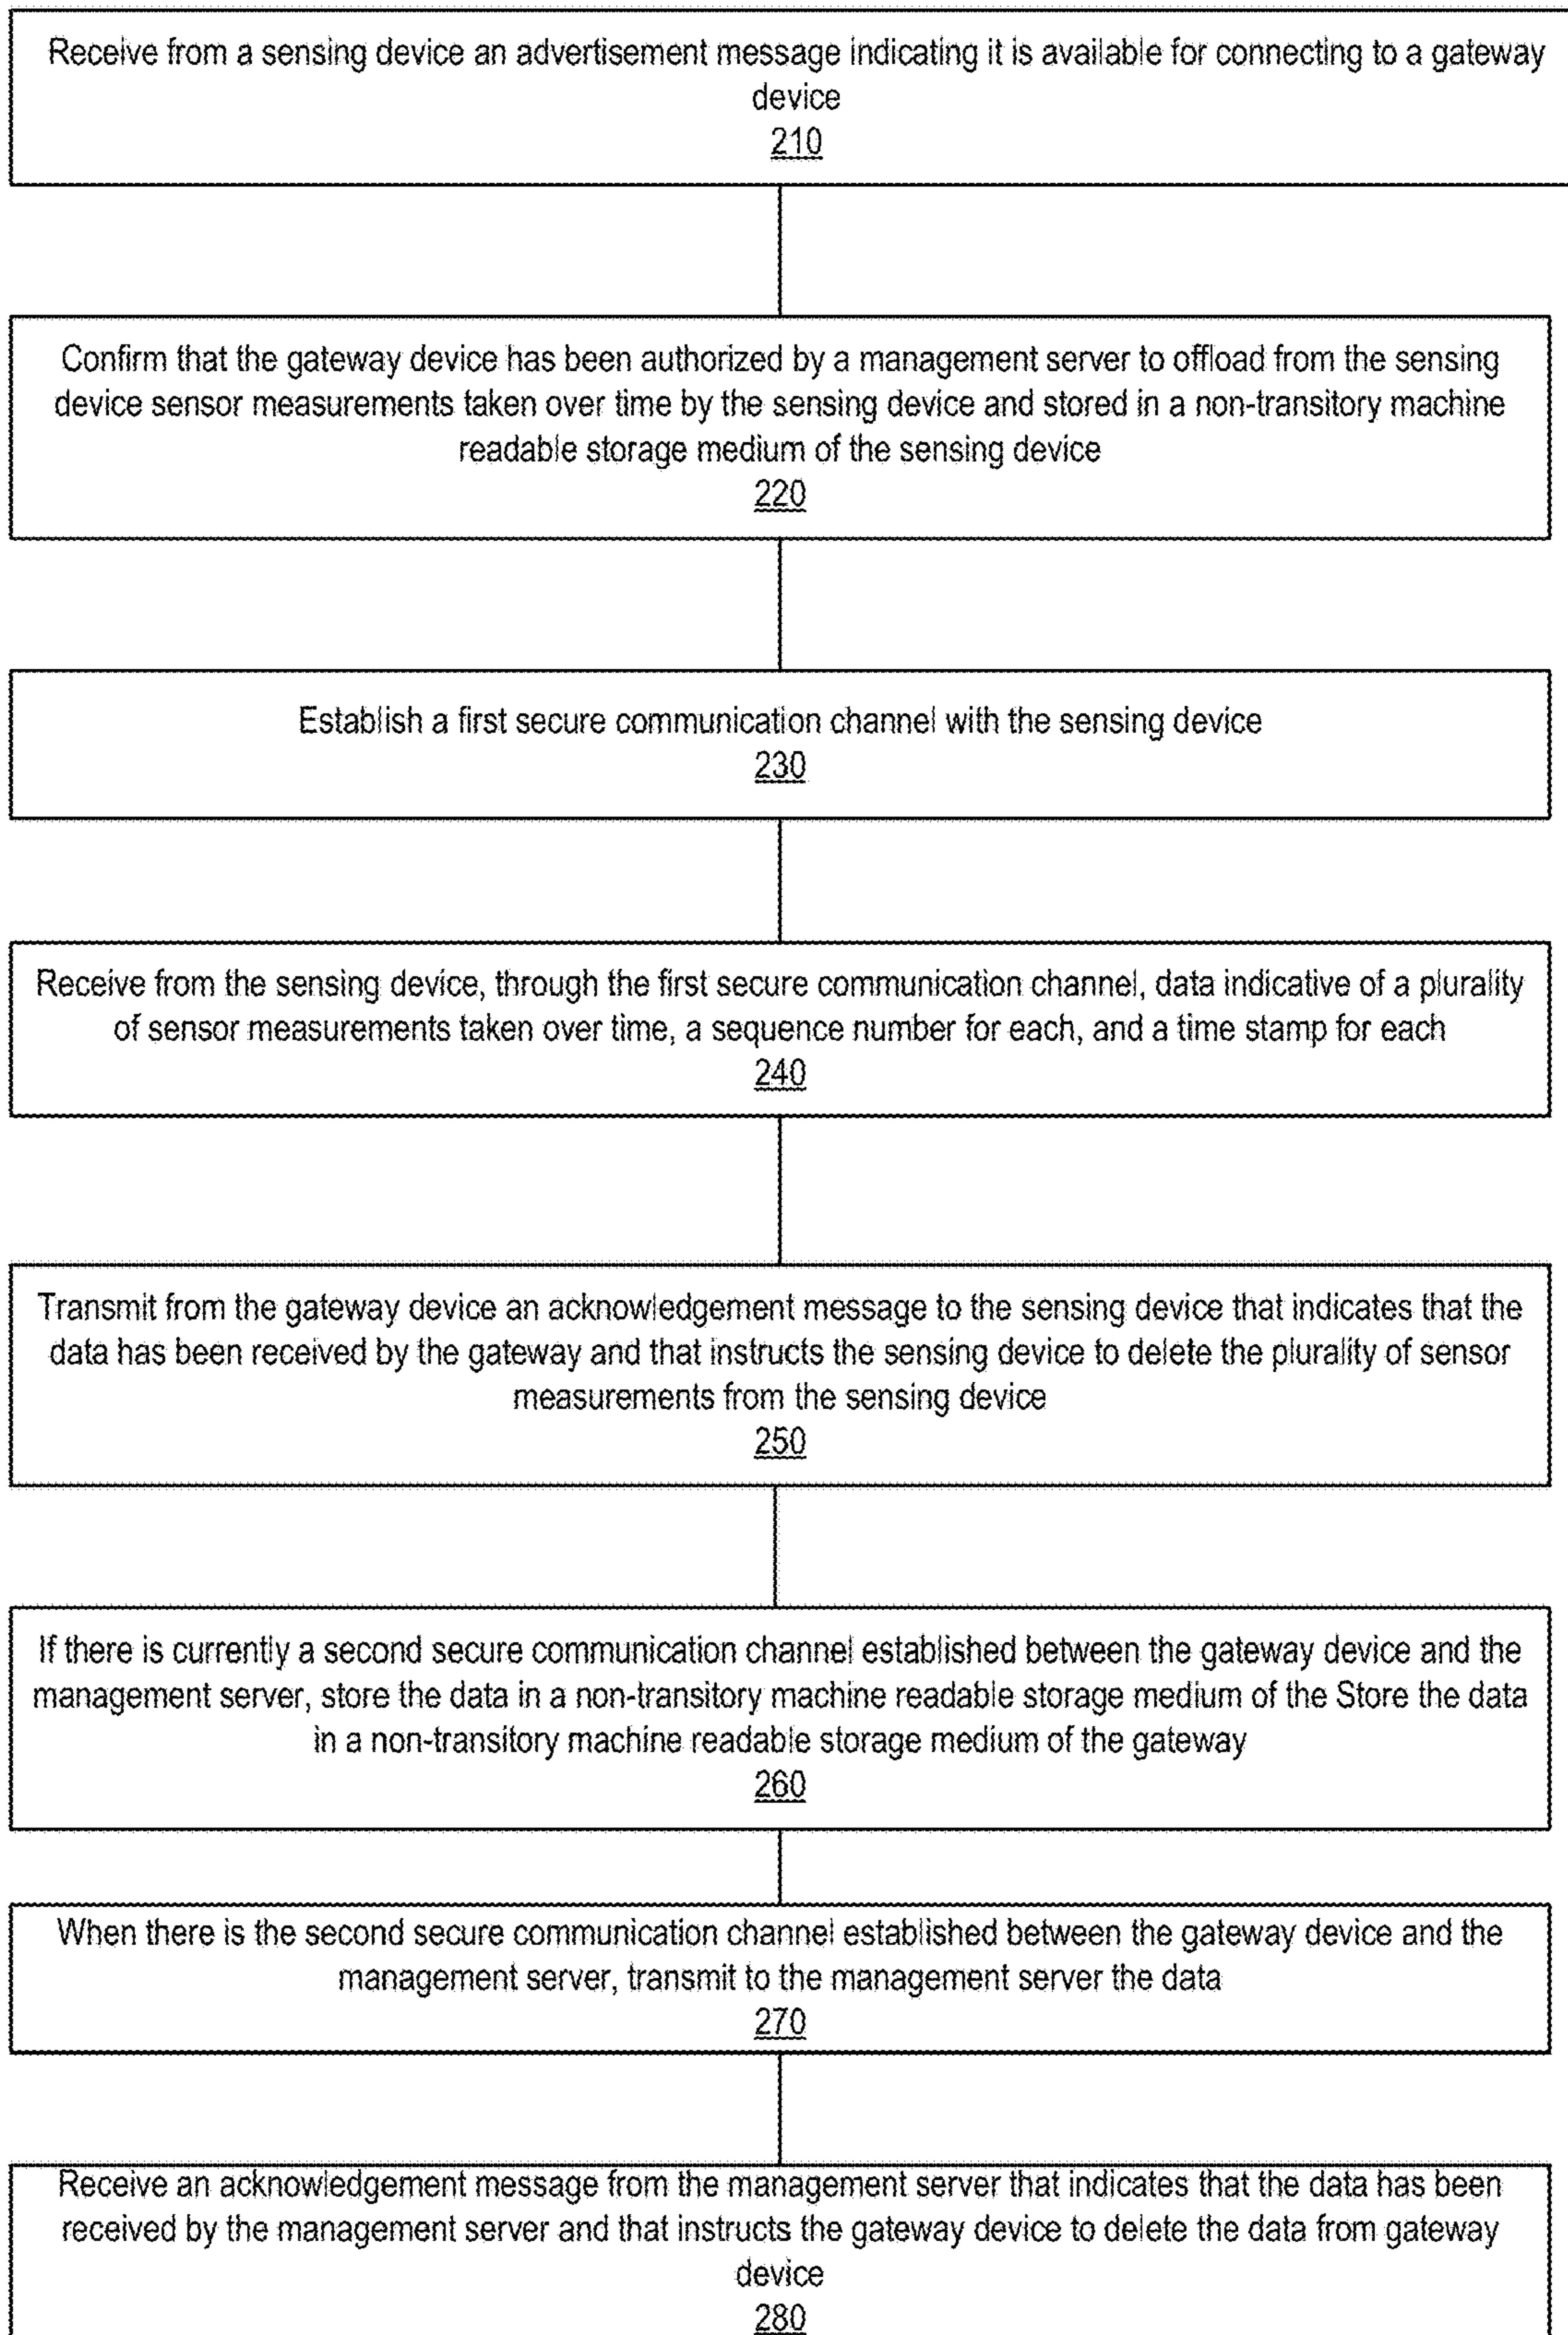 Receive from a sensing device an advertisement message indicating it is available for connecting to a gateway
device
210
Confirm that the gateway device has been authorized by a management server to offload from the sensing
device sensor measurements taken over time by the sensing device and stored in a non-transitory machine
readable storage medium of the sensing device
220
Establish a first secure communication channel with the sensing device
230
Receive from the sensing device, through the first secure communication channel, data indicative of a plurality
of sensor measurements taken over time, a sequence number for each, and a time stamp for each
240
Transmit from the gateway device an acknowledgement message to the sensing device that indicates that the
data has been received by the gateway and that instructs the sensing device to delete the plurality of sensor
measurements from the sensing device
250
If there is currently a second secure communication channel established between the gateway device and the
management server, store the data in a non-transitory machine readable storage medium of the Store the data
in a non-transitory machine readable storage medium of the gateway
260
When there is the second secure communication channel established between the gateway device and the
management server, transmit to the management server the data
270
Receive an acknowledgement message from the management server that indicates that the data has been
received by the management server and that instructs the gateway device to delete the data from gateway
device
280